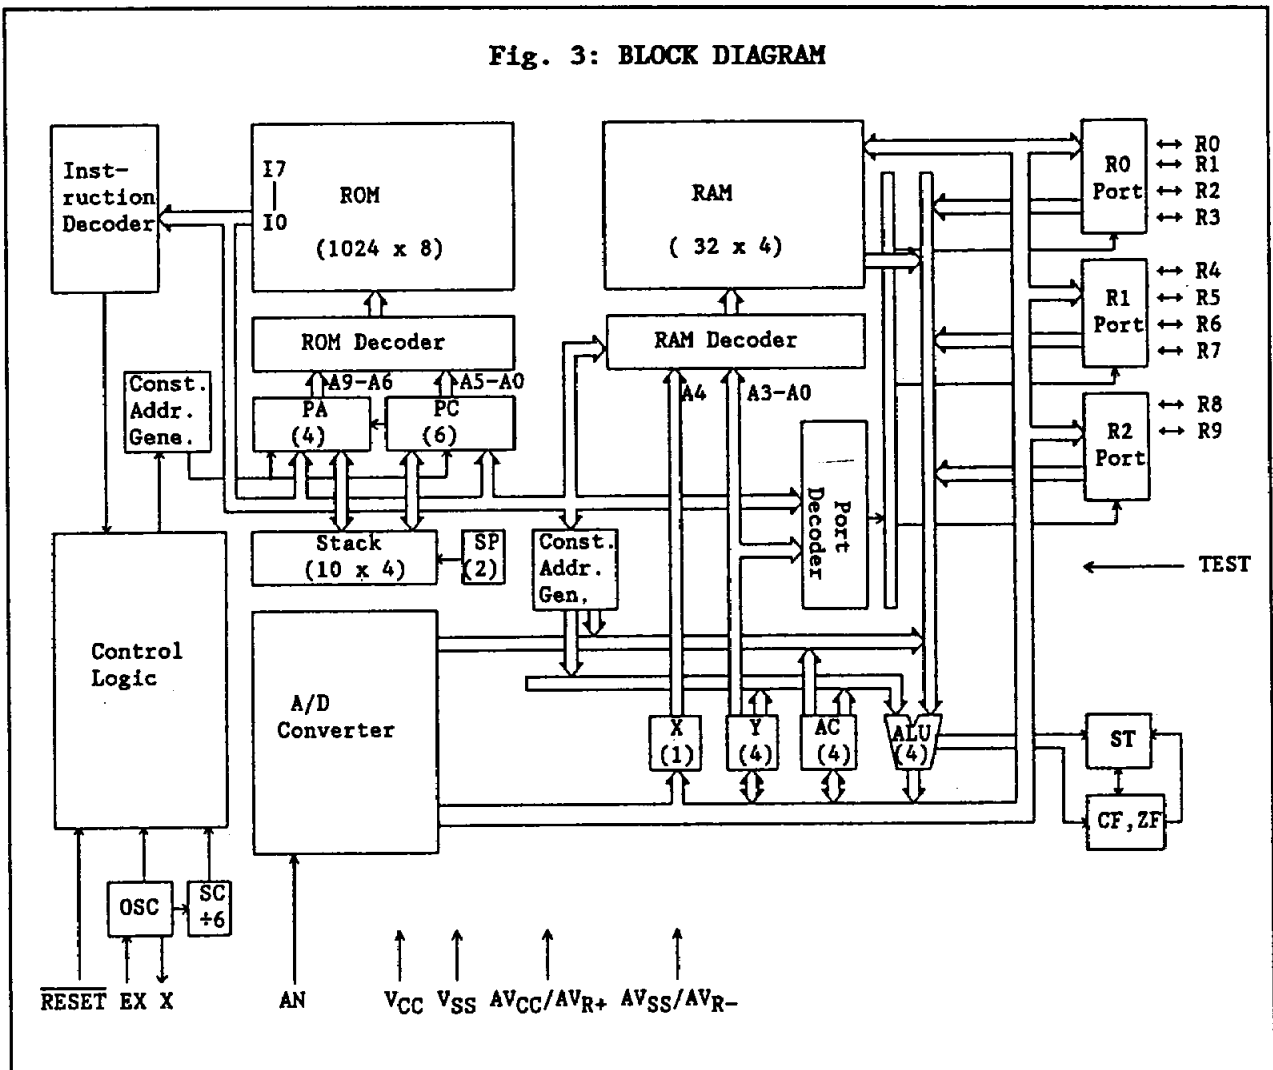 Fig. 3: BLOCK DIAGRAM
Inst-
ruction
Decoder
I7
I0
ROM
(1024 x 8)
RAM
( 32 x 4)
R0
Port
R0
R1
R2
R3
R1
Port
R4
R5
R6
R7
R2
Port
R8
R9
ROM Decoder
RAM Decoder
A9-A6
A5-A0
A4
A3-A0
Const.
Addr.
Gene.
PA
(4)
PC
(6)
Port
Decoder
Stack
(10 x 4)
SP
(2)
Const.
Addr.
Gen,
TEST
Control
Logic
A/D
Converter
X
(1)
Y
(4)
AC
(4)
ALU
(4)
ST
CF,ZF
OSC
SC
÷6
RESET
EX
X
AN
VCC
VSS
AVCC/AVR+
AVSS/AVR-